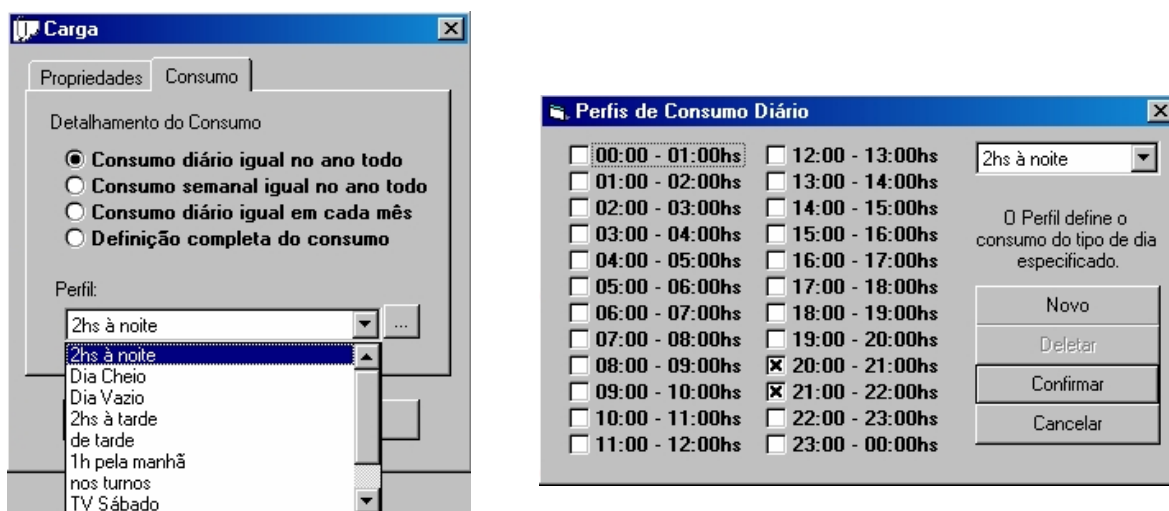 Carga
Propriedades Consumo
Detalhamento do Consumo
Consumo diário igual no ano todo
Consumo semanal igual no ano todo
Consumo diário igual em cada mês
Definição completa do consumo
Perfil:
2hs à noite
...
2hs à noite
Dia Cheio
Dia Vazio
2hs à tarde
de tarde
1h pela manhã
nos turnos
TV Sábado
Perfis de Consumo Diário
00:00 - 01:00hs
01:00 - 02:00hs
02:00 - 03:00hs
03:00 - 04:00hs
04:00 - 05:00hs
05:00 - 06:00hs
06:00 - 07:00hs
07:00 - 08:00hs
08:00 - 09:00hs
09:00 - 10:00hs
10:00 - 11:00hs
11:00 - 12:00hs
12:00 - 13:00hs
13:00 - 14:00hs
14:00 - 15:00hs
15:00 - 16:00hs
16:00 - 17:00hs
17:00 - 18:00hs
18:00 - 19:00hs
19:00 - 20:00hs
20:00 - 21:00hs
21:00 - 22:00hs
22:00 - 23:00hs
23:00 - 00:00hs
2hs à noite
O Perfil define o
consumo do tipo de dia
especificado.
Novo
Deletar
Confirmar
Cancelar